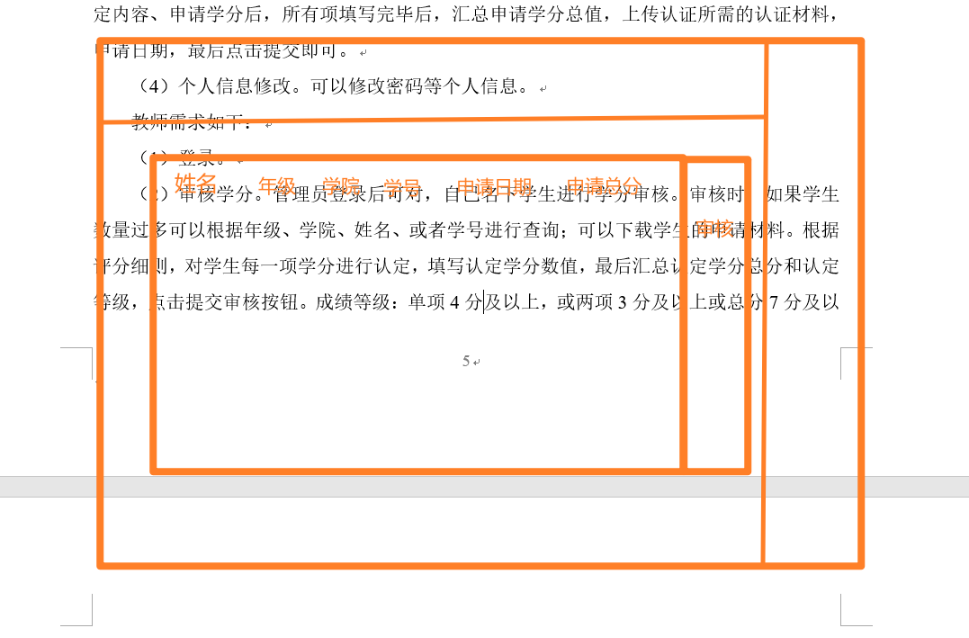 定内容、申请学分后，所有项填写完毕后，汇总申请学分总值，上传认证所需的认证材料，
申请日期，最后点击提交即可。
（4）个人信息修改。可以修改密码等个人信息。
教师需求如下：
（1）登录。
姓名 年级 学院 学号 申请日期 申请总分
（2）审核学分。管理员登录后可对，自己名下学生进行学分审核。审核时，如果学生
审核
数量过多可以根据年级、学院、姓名、或者学号进行查询；可以下载学生的申请材料。根据
评分细则，对学生每一项学分进行认定，填写认定学分数值，最后汇总认定学分总分和认定
等级，点击提交审核按钮。成绩等级：单项 4 分及以上，或两项 3 分及以上或总分 7 分及以
5